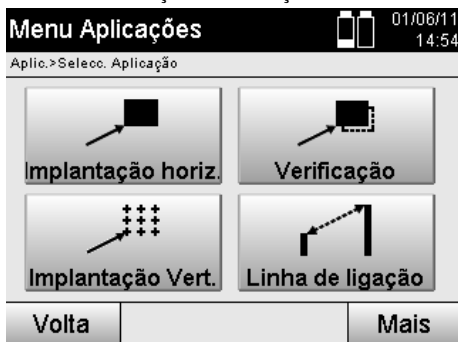 Menu Aplicações
01/06/11
14:54
Aplic.>Selecc. Aplicação
Implantação horiz.
Verificação
Implantação Vert.
Linha de ligação
Volta
Mais